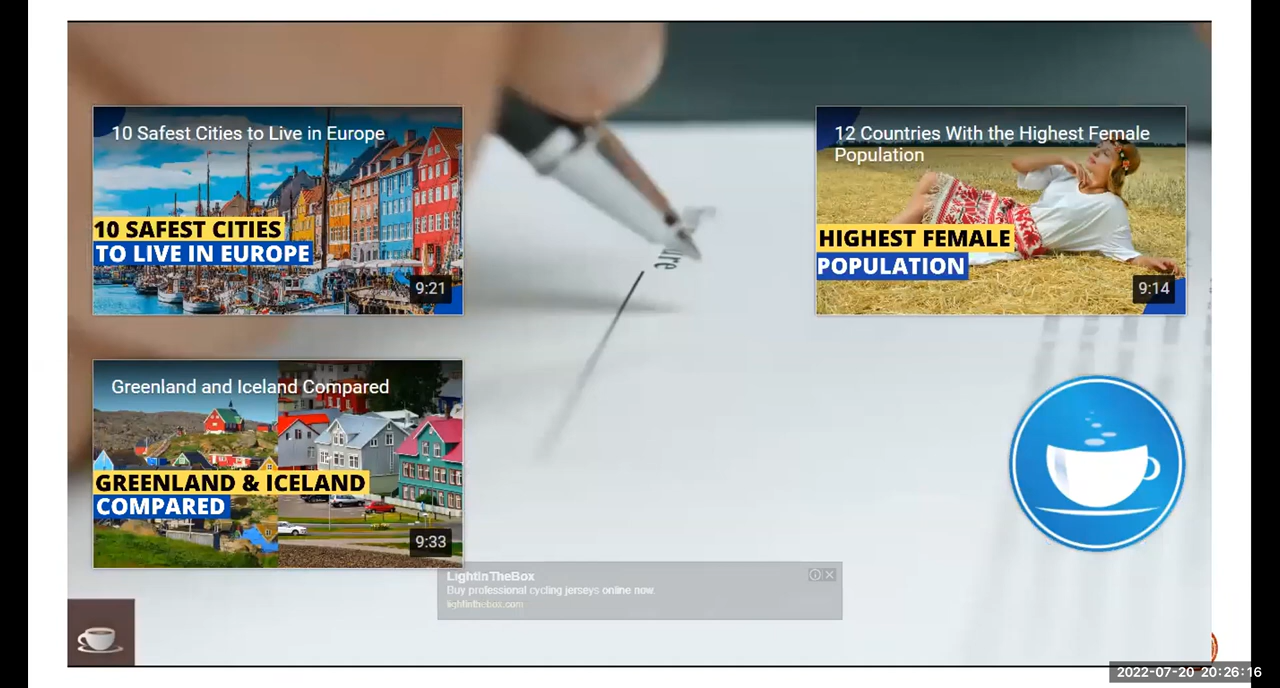 10 Safest Cities to Live in Europe
10 SAFEST CITIES
TO LIVE IN EUROPE
9:21
12 Countries With the Highest Female
Population
HIGHEST FEMALE
POPULATION
9:14
Greenland and Iceland Compared
GREENLAND & ICELAND
COMPARED
9:33
LightInTheBox
Buy professional cycling jerseys online now.
lightinthebox.com
2022-07-20 20:26:16